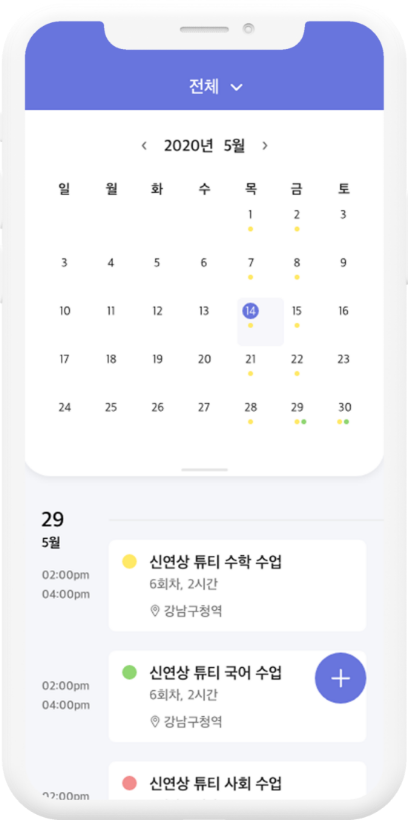 전체
2020년 5월
일 월 화 수 목 금 토
1 2 3
3 4 5 6 7 8 9
10 11 12 13 14 15 16
17 18 19 20 21 22 23
24 25 26 27 28 29 30
29
5월
02:00pm
04:00pm
신연상 튜티 수학 수업
6회차, 2시간
강남구청역
02:00pm
04:00pm
신연상 튜티 국어 수업
6회차, 2시간
강남구청역
02:00pm
신연상 튜티 사회 수업